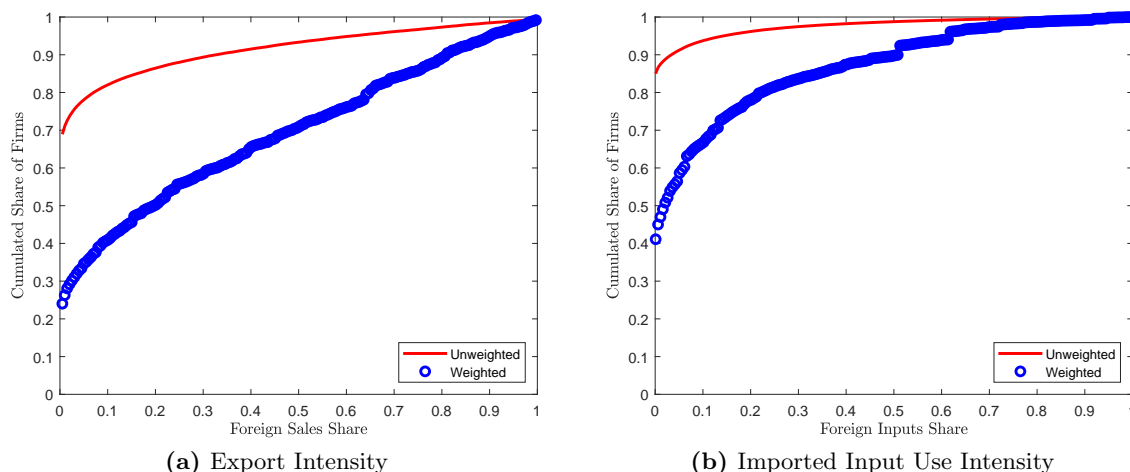 1
0.9
0.8
0.7
0.6
0.5
0.4
0.3
0.2
0.1
0
Cumulated Share of Firms
Unweighted
Weighted
0 0.1 0.2 0.3 0.4 0.5 0.6 0.7 0.8 0.9 1
Foreign Sales Share
(a) Export Intensity
1
0.9
0.8
0.7
0.6
0.5
0.4
0.3
0.2
0.1
0
Cumulated Share of Firms
Unweighted
Weighted
0 0.1 0.2 0.3 0.4 0.5 0.6 0.7 0.8 0.9 1
Foreign Inputs Share
(b) Imported Input Use Intensity